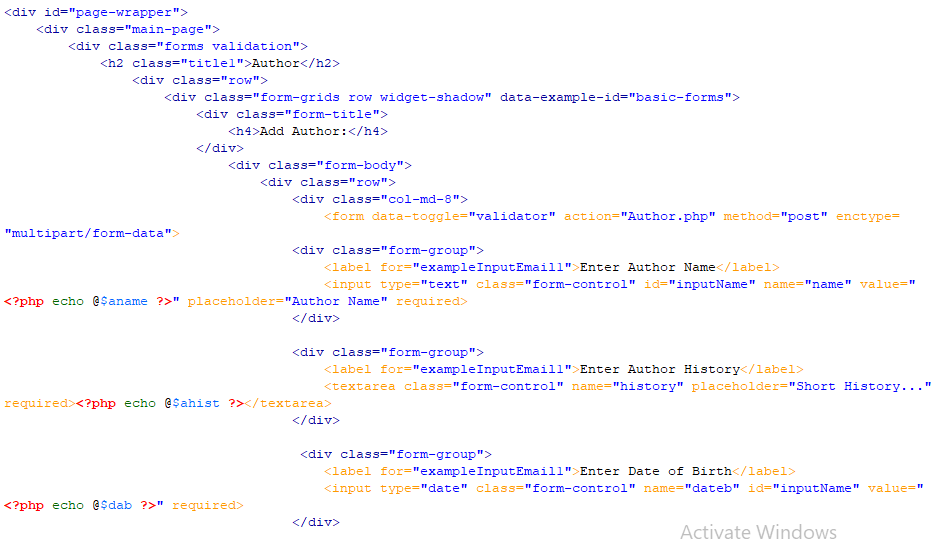 <div id="page-wrapper">
<div class="main-page">
<div class="forms validation">
<h2 class="title1">Author</h2>
<div class="row">
<div class="form-grids row widget-shadow" data-example-id="basic-forms">
<div class="form-title">
<h4>Add Author:</h4>
</div>
<div class="form-body">
<div class="row">
<div class="col-md-8">
<form data-toggle="validator" action="Author.php" method="post" enctype=
"multipart/form-data">
<div class="form-group">
<label for="exampleInputEmail1">Enter Author Name</label>
<input type="text" class="form-control" id="inputName" name="name" value="
<?php echo @$aname ?>" placeholder="Author Name" required>
</div>
<div class="form-group">
<label for="exampleInputEmail1">Enter Author History</label>
<textarea class="form-control" name="history" placeholder="Short History..."
required><?php echo @$ahist ?></textarea>
</div>
<div class="form-group">
<label for="exampleInputEmail1">Enter Date of Birth</label>
<input type="date" class="form-control" name="dateb" id="inputName" value="
<?php echo @$dab ?>" required>
</div>
Activate Windows